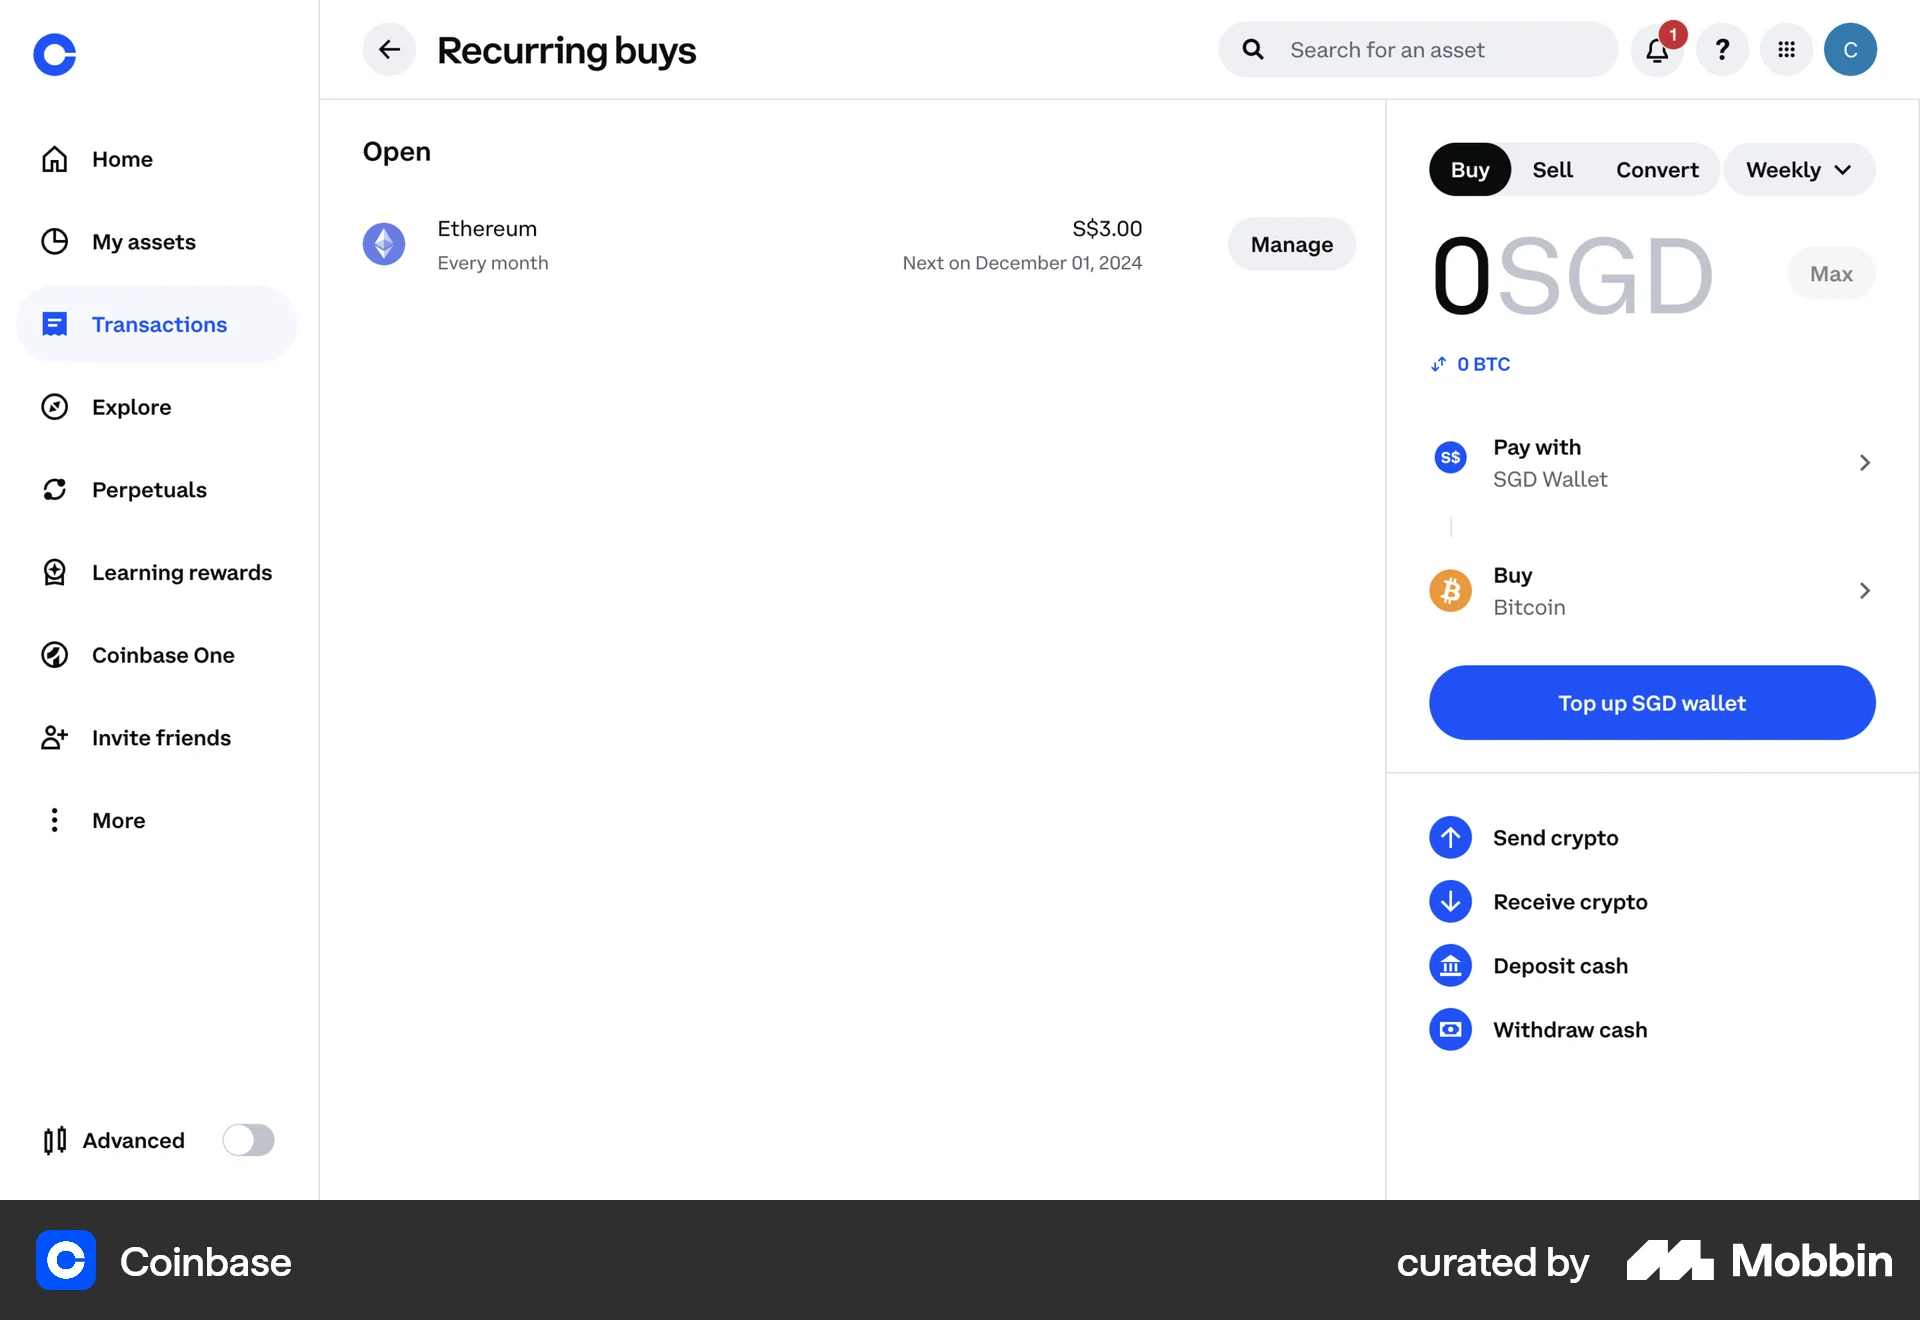 Recurring buys
Search for an asset
1
?
C
Home
My assets
Transactions
Explore
Perpetuals
Learning rewards
Coinbase One
Invite friends
More
Advanced
Open
Ethereum
S$3.00
Every month
Next on December 01, 2024
Manage
Buy
Sell
Convert
Weekly
0SGD
Max
0 BTC
S$
Pay with
SGD Wallet
Buy
Bitcoin
Top up SGD wallet
Send crypto
Receive crypto
Deposit cash
Withdraw cash
Coinbase
curated by
Mobbin